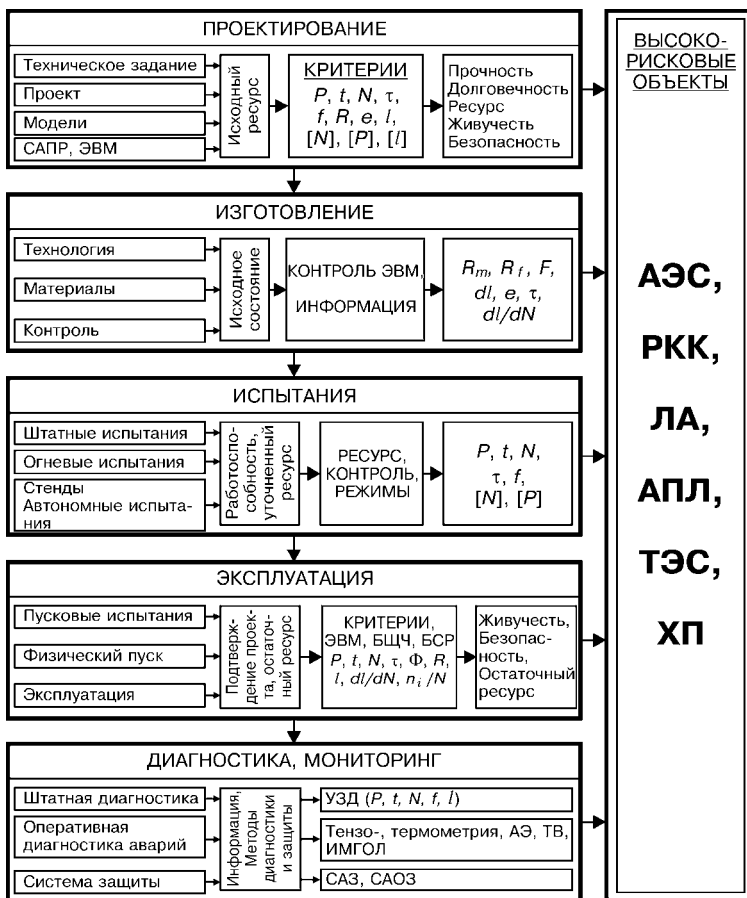 ПРОЕКТИРОВАНИЕ
Техническое задание
Проект
Модели
САПР, ЭВМ
Исходный
ресурс
КРИТЕРИИ
P, t, N, τ,
f, R, e, l,
[N], [P], [l]
Прочность
Долговечность
Ресурс
Живучесть
Безопасность
ИЗГОТОВЛЕНИЕ
Технология
Материалы
Контроль
Исходное
состояние
КОНТРОЛЬ ЭВМ,
ИНФОРМАЦИЯ
Rm, Rf, F,
dl, e, τ,
dl/dN
ИСПЫТАНИЯ
Штатные испытания
Огневые испытания
Стенды
Автономные испыта-
ния
Работоспо-
собность,
уточненный
ресурс
РЕСУРС,
КОНТРОЛЬ,
РЕЖИМЫ
P, t, N,
τ, f,
[N], [P]
ЭКСПЛУАТАЦИЯ
Пусковые испытания
Физический пуск
Эксплуатация
Подтверж-
дение проек-
та, остаточ-
ный ресурс
КРИТЕРИИ,
ЭВМ, БЩЧ, БСР
P, t, N, τ, Ф, R,
l, dl/dN, ni/N
Живучесть,
Безопас-
ность,
Остаточный
ресурс
ДИАГНОСТИКА, МОНИТОРИНГ
Штатная диагностика
Оперативная
диагностика аварий
Система защиты
Информация,
Методы
диагностики
и защиты
УЗД (P, t, N, f, l)
Тензо-, термометрия, АЭ, ТВ,
ИМГОЛ
САЗ, САОЗ
ВЫСОКО-
РИСКОВЫЕ
ОБЪЕКТЫ
АЭС,
РКК,
ЛА,
АПЛ,
ТЭС,
ХП